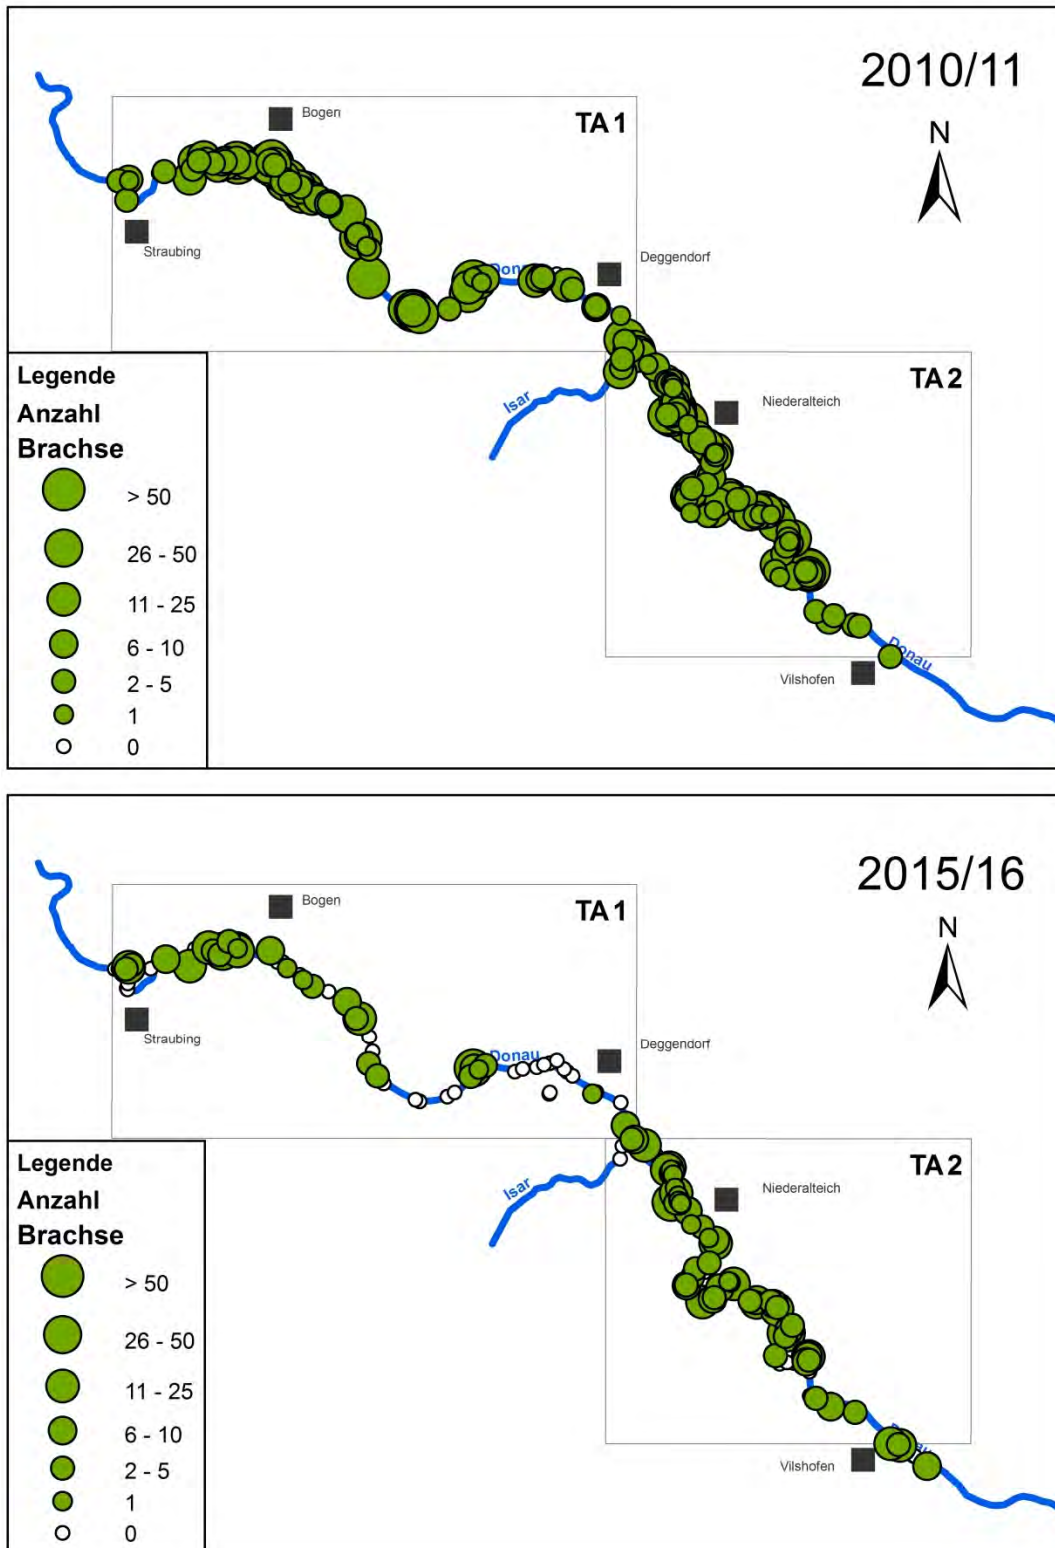 2010/11
N
Bogen
TA 1
Straubing
Donau
Deggendorf
Legende
Anzahl
Brachse
> 50
26 - 50
11 - 25
6 - 10
2 - 5
1
0
Isar
TA 2
Niederalteich
Donau
Vilshofen
2015/16
N
Bogen
TA 1
Straubing
Donau
Deggendorf
Legende
Anzahl
Brachse
> 50
26 - 50
11 - 25
6 - 10
2 - 5
1
0
Isar
TA 2
Niederalteich
Donau
Vilshofen